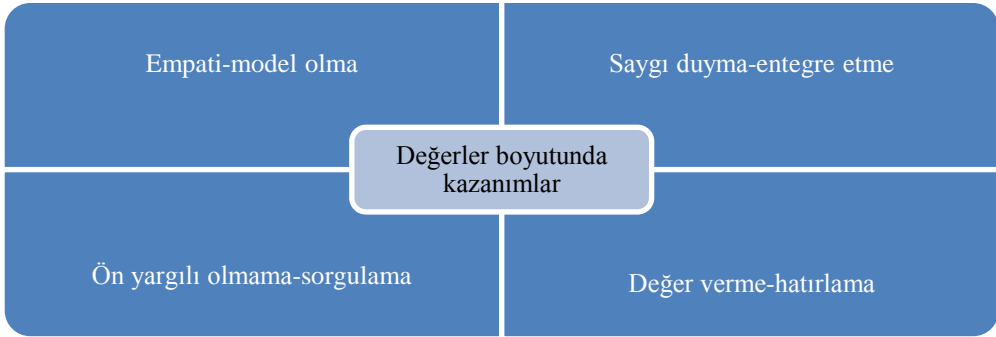 Empati-model olma
Saygı duyma-entegre etme
Değerler boyutunda
kazanımlar
Ön yargılı olmama-sorgulama
Değer verme-hatırlama